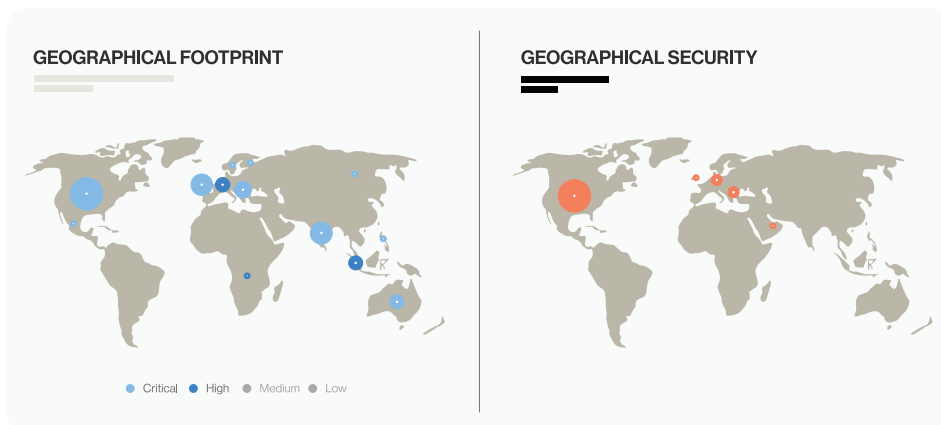 GEOGRAPHICAL FOOTPRINT
GEOGRAPHICAL SECURITY
Critical High Medium Low